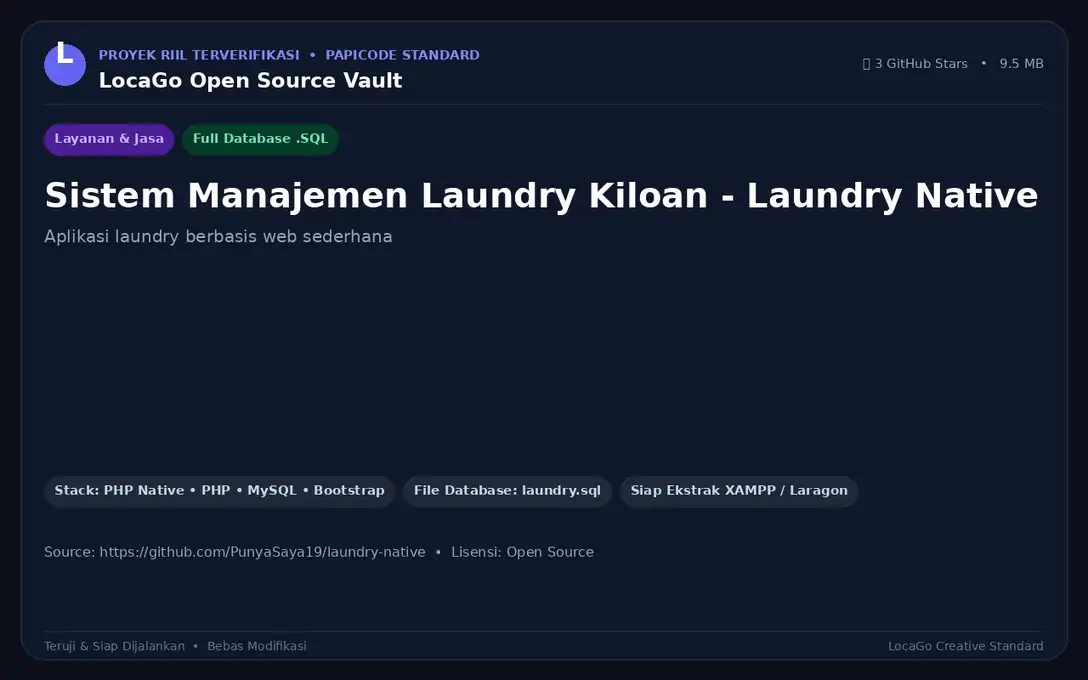 L
PROYEK RIIL TERVERIFIKASI • PAPICODE STANDARD
LocaGo Open Source Vault
3 GitHub Stars • 9.5 MB
Layanan & Jasa
Full Database .SQL
Sistem Manajemen Laundry Kiloan - Laundry Native
Aplikasi laundry berbasis web sederhana
Stack: PHP Native • PHP • MySQL • Bootstrap
File Database: laundry.sql
Siap Ekstrak XAMPP / Laragon
Source: https://github.com/PunyaSaya19/laundry-native • Lisensi: Open Source
Teruji & Siap Dijalankan • Bebas Modifikasi
LocaGo Creative Standard